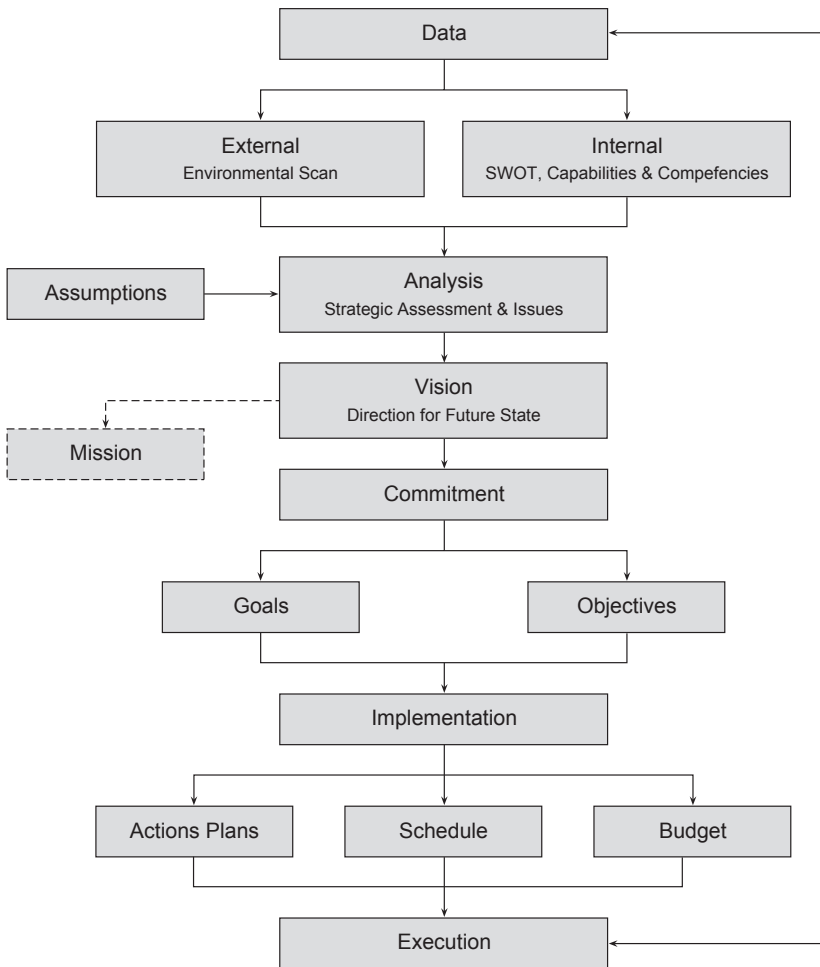 Data
External
Environmental Scan
Internal
SWOT, Capabilities & Compefencies
Assumptions
Analysis
Strategic Assessment & Issues
Vision
Direction for Future State
Mission
Commitment
Goals
Objectives
Implementation
Actions Plans
Schedule
Budget
Execution